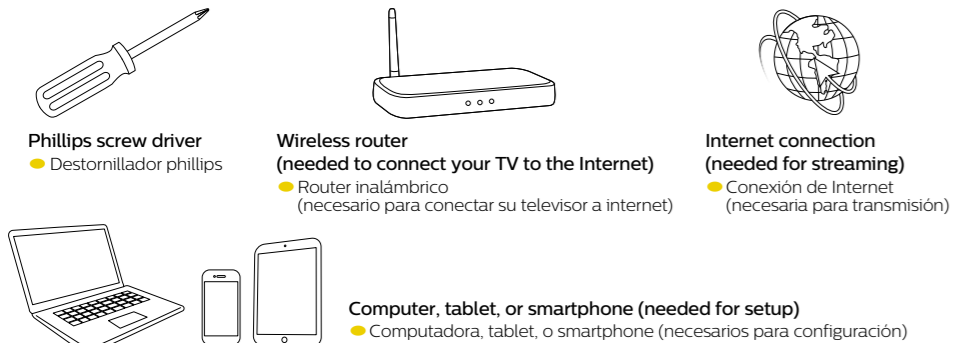 Phillips screw driver
Destornillador phillips
Wireless router
(needed to connect your TV to the Internet)
Router inalámbrico
(necesario para conectar su televisor a internet)
Internet connection
(needed for streaming)
Conexión de Internet
(necesaria para transmisión)
Computer, tablet, or smartphone (needed for setup)
Computadora, tablet, o smartphone (necesarios para configuración)